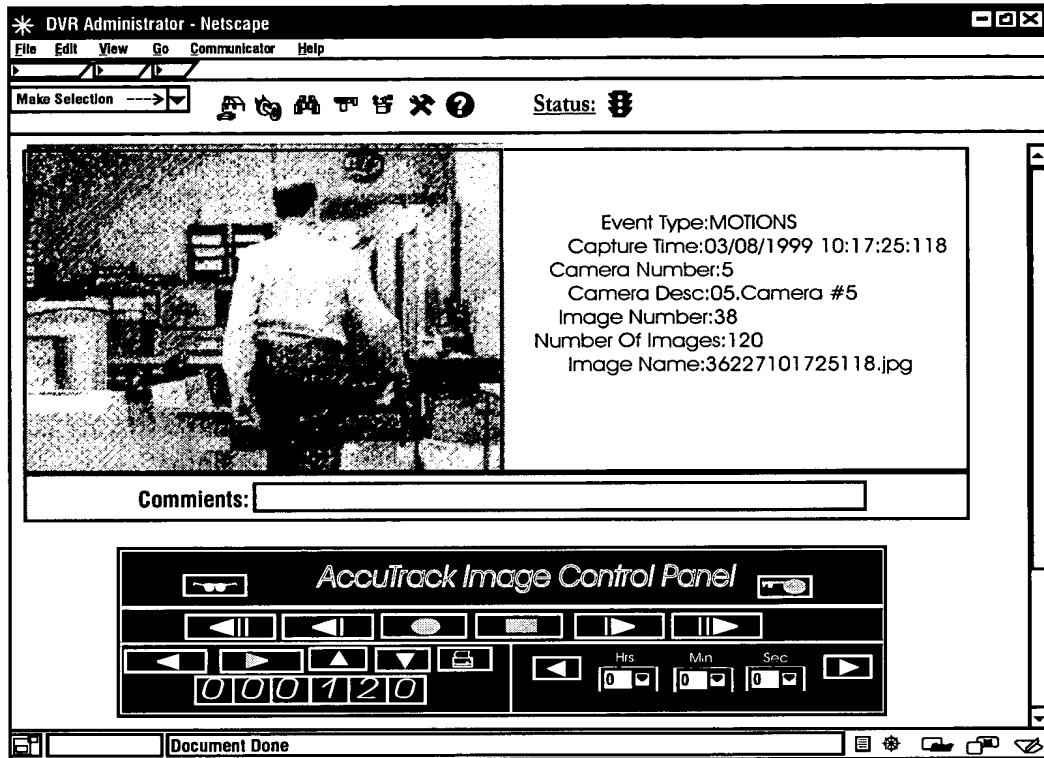 DVR Administrator - Netscape
File Edit View Go Communicator Help
Make Selection ---->
Status:
Event Type:MOTIONS
Capture Time:03/08/1999 10:17:25:118
Camera Number:5
Camera Desc:05.Camera #5
Image Number:38
Number Of Images:120
Image Name:36227101725118.jpg
Commients:
AccuTrack Image Control Panel
Hrs. Min Sec
0 0 0
000120
Document Done